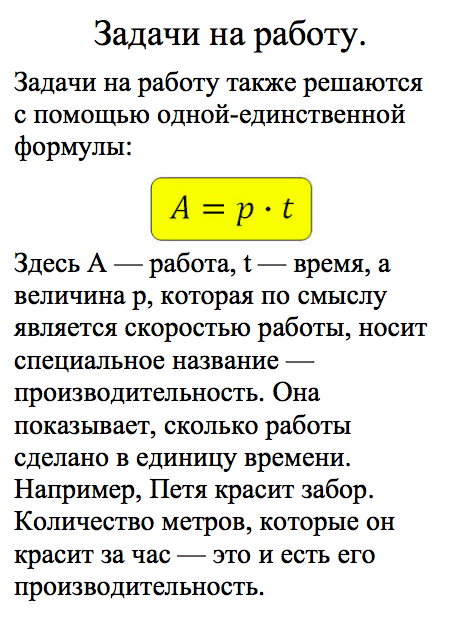 Задачи на работу.
Задачи на работу также решаются
с помощью одной-единственной
формулы:
A = p · t
Здесь A — работа, t — время, а
величина p, которая по смыслу
является скоростью работы, носит
специальное название —
производительность. Она
показывает, сколько работы
сделано в единицу времени.
Например, Петя красит забор.
Количество метров, которые он
красит за час — это и есть его
производительность.